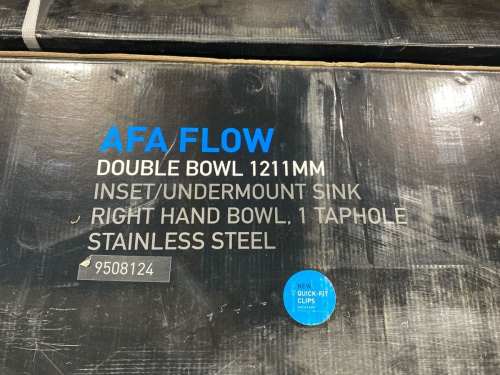 AFA FLOW
DOUBLE BOWL 1211MM
INSET/UNDERMOUNT SINK
RIGHT HAND BOWL, 1 TAPHOLE
STAINLESS STEEL
9508124
NEW
QUICK-FIT
CLIPS